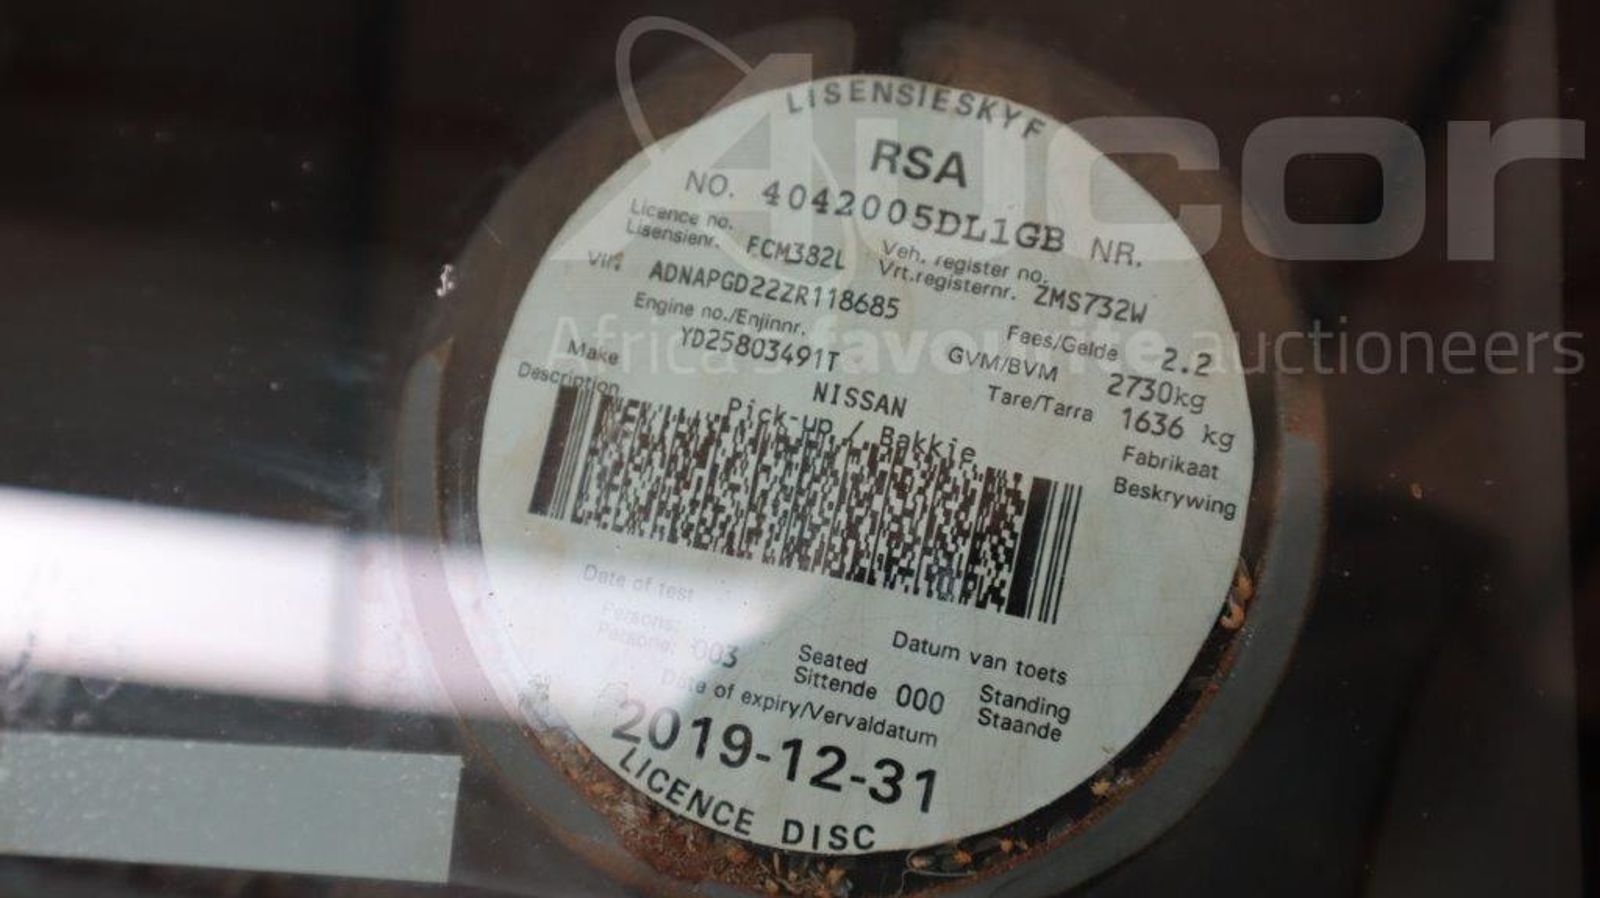 LISENSIESKYF
RSA
NO. 4042005DL1GB NR.
Licence no. Lisensienr. FCM382L Veh. register no. Vrt.registernr. ZMS732W
VIN ADNAPGD22ZR118685
Engine no./Enjinnr. YD25803491T
Fees/Gelde 2.2
GVM/BVM 2730kg
Tare/Tarra 1636 kg
Make NISSAN Fabrikaat
Description Pick-up / Bakkie Beskrywing
Date of test Datum van toets
Persons: Persone: 003 Seated Sittende 000 Standing Staande
Date of expiry/Vervaldatum
2019-12-31
LICENCE DISC
Aucor
Africa's favourite auctioneers